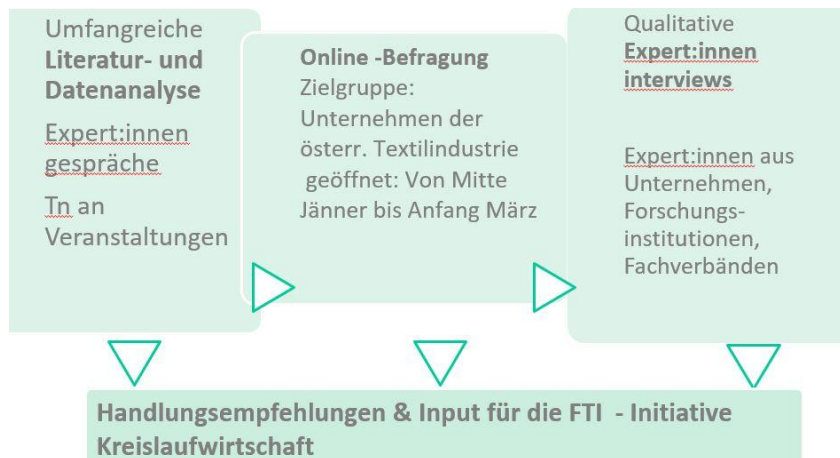 Umfangreiche
Literatur- und
Datenanalyse
Expert:innen
gespräche
Tn an
Veranstaltungen
Online -Befragung
Zielgruppe:
Unternehmen der
österr. Textilindustrie
geöffnet: Von Mitte
Jänner bis Anfang März
Qualitative
Expert:innen
interviews
Expert:innen aus
Unternehmen,
Forschungs-
institutionen,
Fachverbänden
Handlungsempfehlungen & Input für die FTI - Initiative
Kreislaufwirtschaft